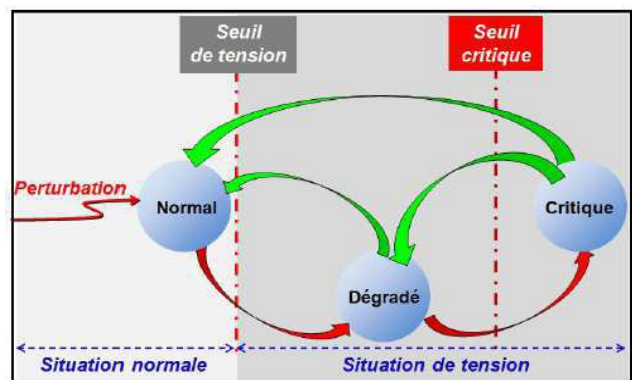 Seuil
de tension
Seuil
critique
Perturbation
Normal
Critique
Dégradé
Situation normale
Situation de tension